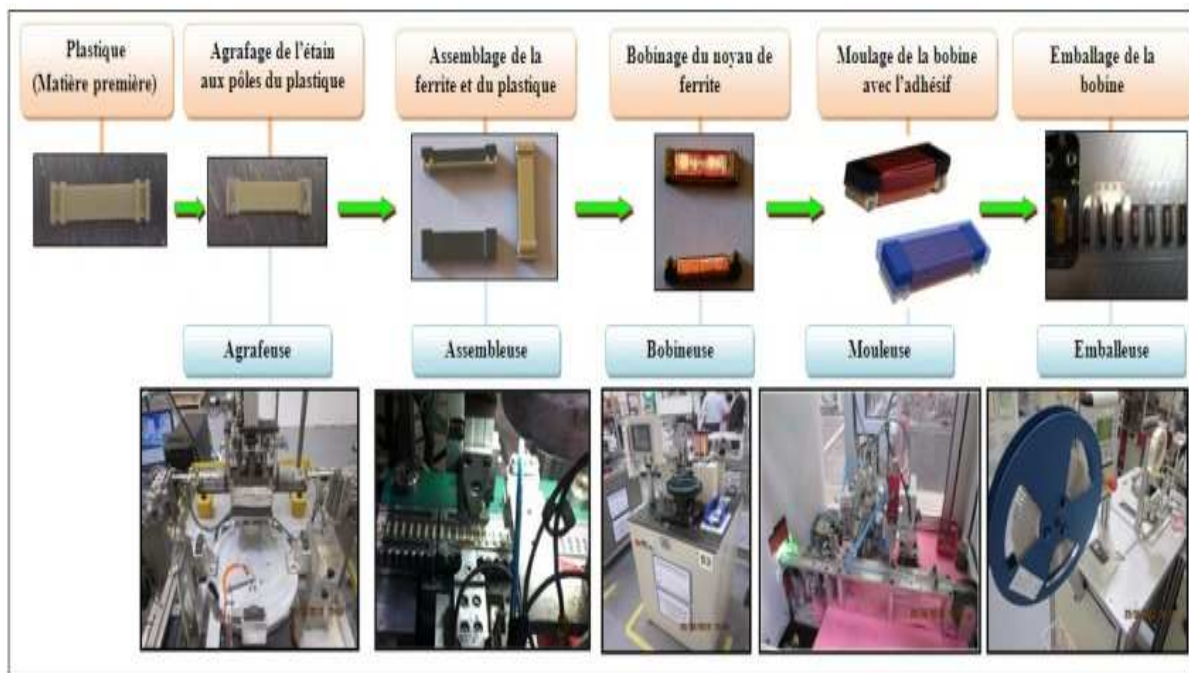 Plastique
(Matière première)
Agrafage de l'étain
aux pôles du plastique
Assemblage de la
ferrite et du plastique
Bobinage du noyau de
ferrite
Moulage de la bobine
avec l'adhésif
Emballage de la
bobine
Agrafeuse
Assembleuse
Bobineuse
Mouleuse
Emballeuse